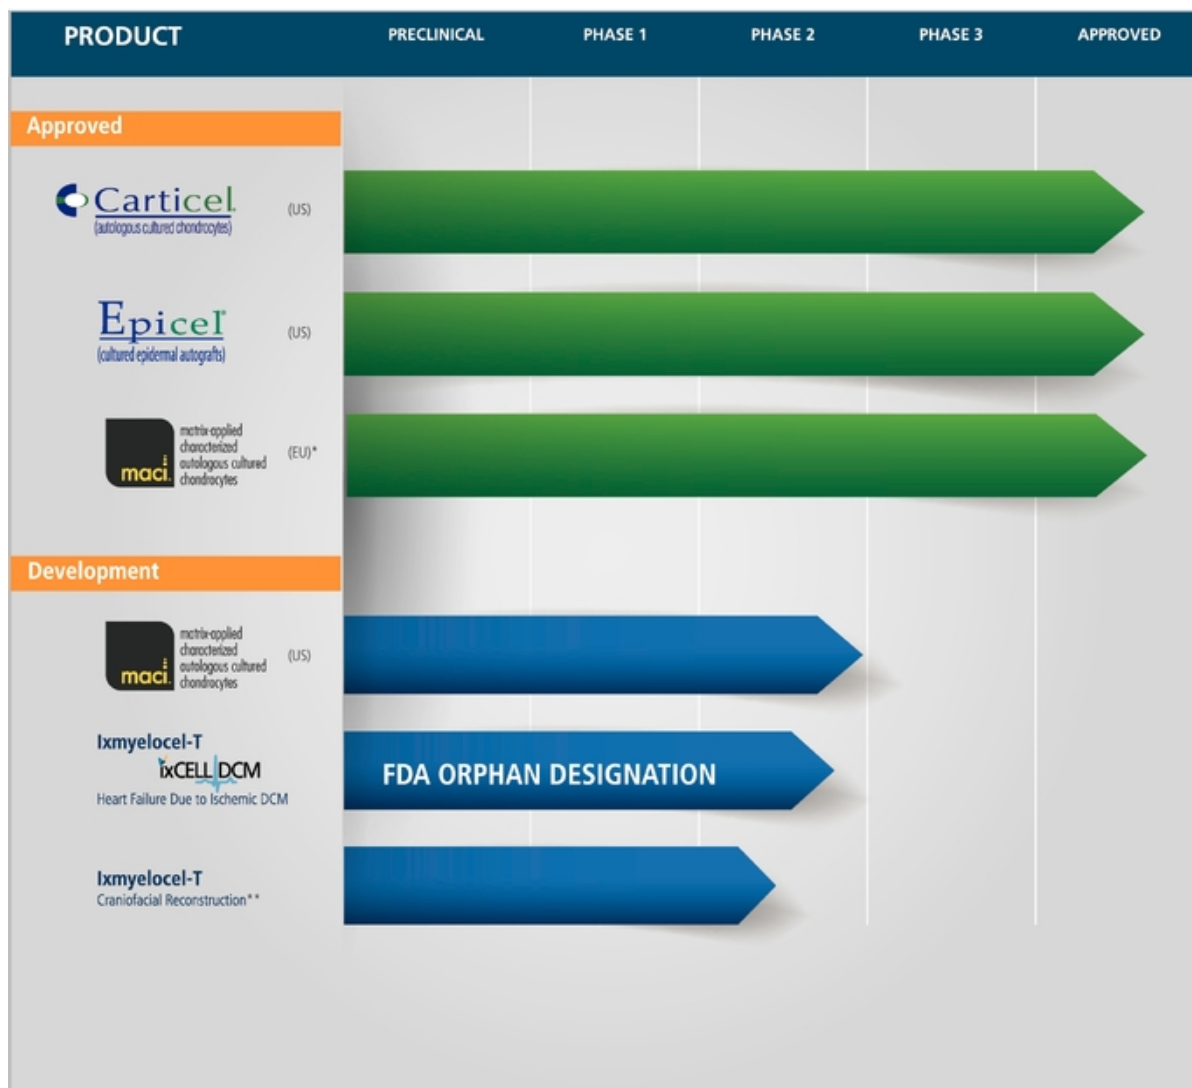 PRODUCT PRECLINICAL PHASE 1 PHASE 2 PHASE 3 APPROVED
Approved
Carticel.
(autologous cultured chondrocytes)
(US)
Epicel®
(cultured epidermal autografts)
(US)
maci.
matrix-applied
characterized
autologous cultured
chondrocytes
(EU)*
Development
maci.
matrix-applied
characterized
autologous cultured
chondrocytes
(US)
Ixmyelocel-T
ixCELL DCM
Heart Failure Due to Ischemic DCM
FDA ORPHAN DESIGNATION
Ixmyelocel-T
Craniofacial Reconstruction**